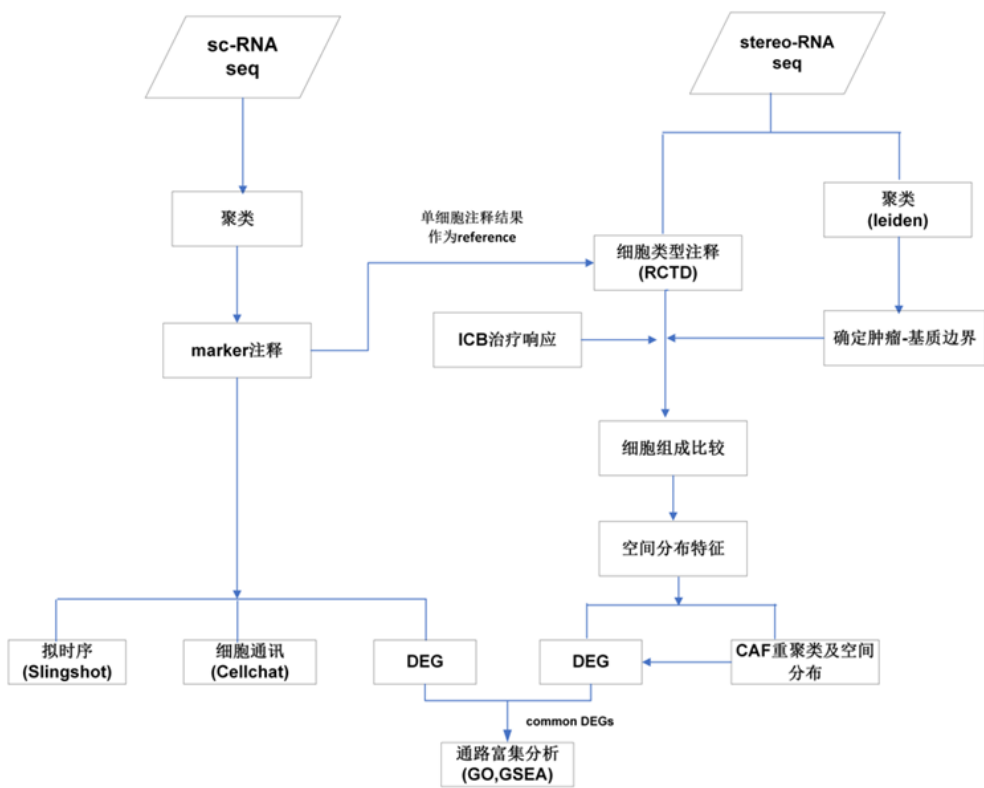 sc-RNA
seq
stereo-RNA
seq
聚类
单细胞注释结果
作为reference
聚类
(leiden)
细胞类型注释
(RCTD)
marker注释
ICB治疗响应
确定肿瘤-基质边界
细胞组成比较
空间分布特征
拟时序
(Slingshot)
细胞通讯
(Cellchat)
DEG
DEG
CAF重聚类及空间
分布
common DEGs
通路富集分析
(GO,GSEA)